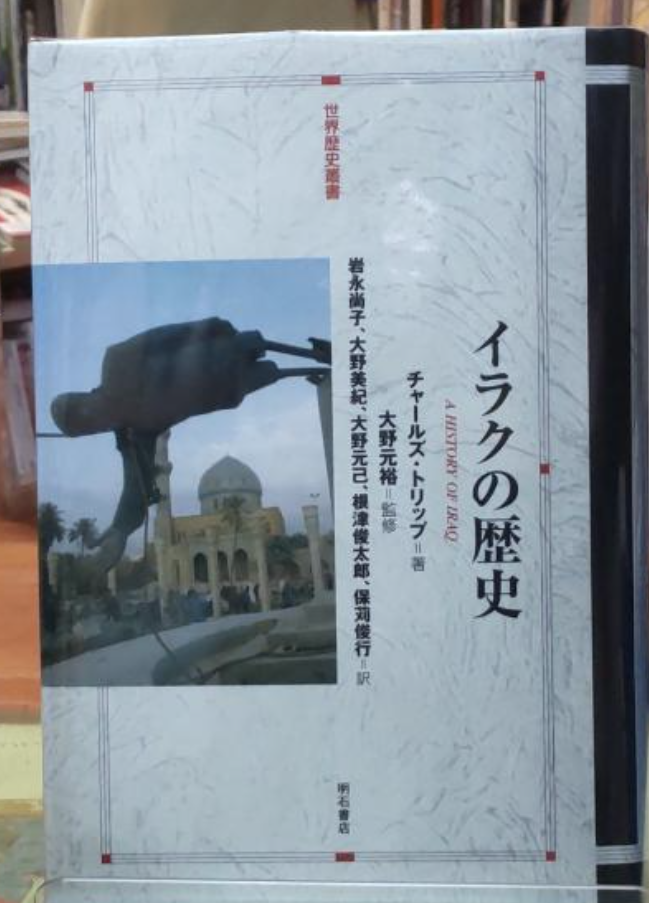 世界歴史叢書
イラクの歴史
A HISTORY OF IRAQ
チャールズ・トリップ=著
大野元裕=監修
岩永尚子、大野美紀、大野元己、根津俊太郎、保苅俊行=訳
明石書店